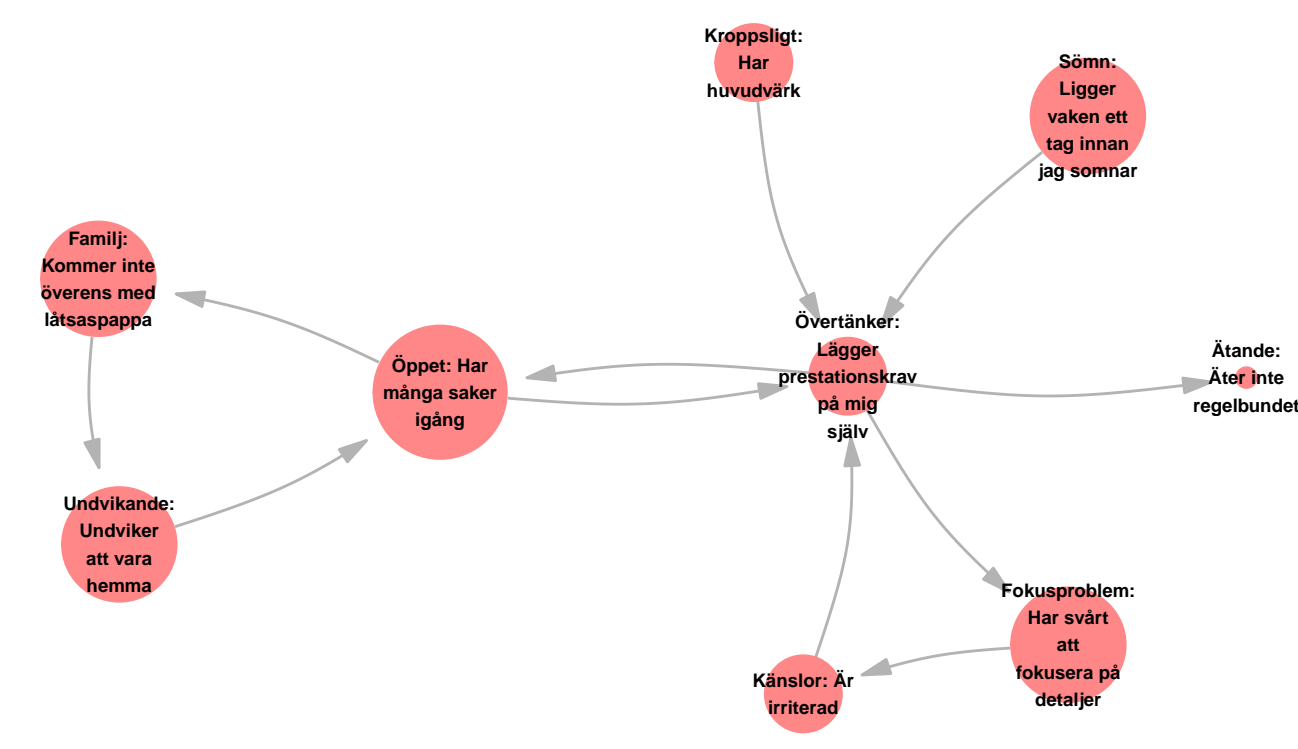 Kroppsligt:
Har
huvudvärk
Sömn:
Ligger
vaken ett
tag innan
jag somnar
Familj:
Kommer inte
överens med
låtsaspappa
Öppet: Har
många saker
igång
Övertänker:
Lägger
prestationskrav
på mig
själv
Ätande:
Äter inte
regelbundet
Undvikande:
Undviker
att vara
hemma
Fokusproblem:
Har svårt
att
fokusera på
detaljer
Känslor: Är
irriterad